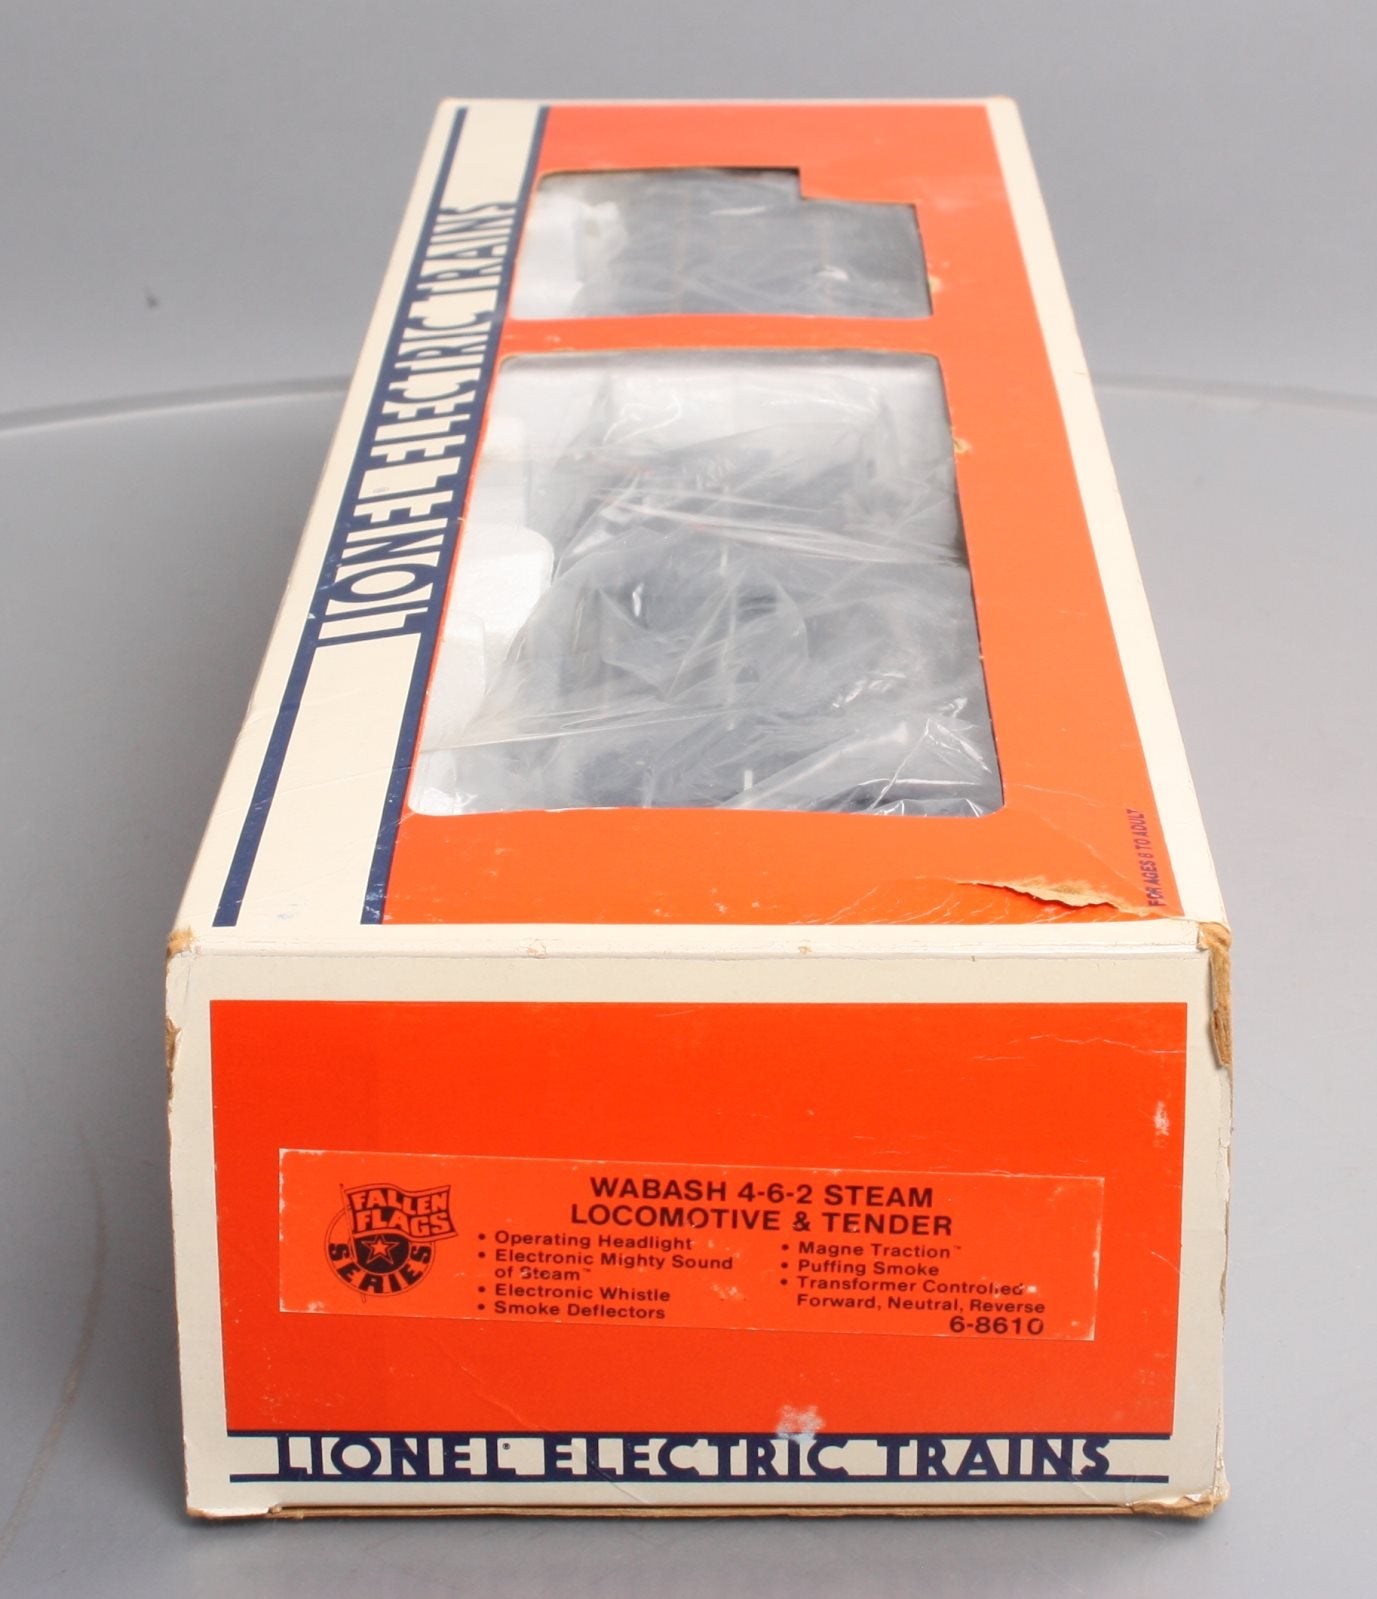 LIONEL® ELECTRIC TRAINS
FOR AGES 8 TO ADULT
FALLEN
FLAGS
SERIES
WABASH 4-6-2 STEAM
LOCOMOTIVE & TENDER
• Operating Headlight
• Electronic Mighty Sound
of Steam™
• Electronic Whistle
• Smoke Deflectors
• Magne Traction™
• Puffing Smoke
• Transformer Controlled
Forward, Neutral, Reverse
6-8610
LIONEL® ELECTRIC TRAINS